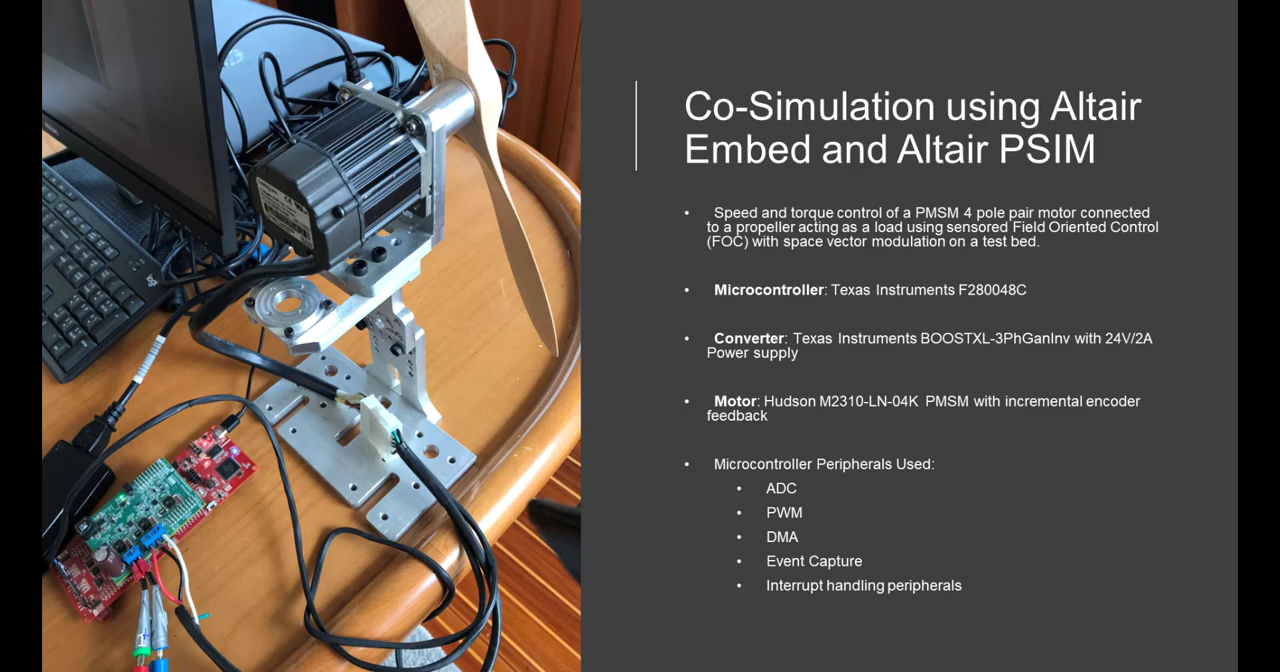 Co-Simulation using Altair
Embed and Altair PSIM
• Speed and torque control of a PMSM 4 pole pair motor connected
to a propeller acting as a load using sensored Field Oriented Control
(FOC) with space vector modulation on a test bed.
• Microcontroller: Texas Instruments F280048C
• Converter: Texas Instruments BOOSTXL-3PhGanInv with 24V/2A
Power supply
• Motor: Hudson M2310-LN-04K PMSM with incremental encoder
feedback
• Microcontroller Peripherals Used:
• ADC
• PWM
• DMA
• Event Capture
• Interrupt handling peripherals